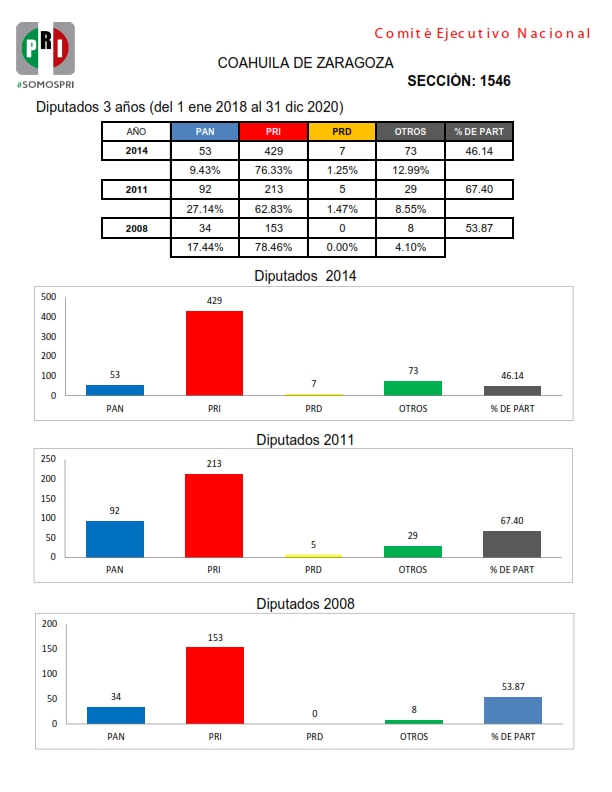 Comité Ejecutivo Nacional
PRI
#SOMOSPRI
COAHUILA DE ZARAGOZA
SECCIÓN: 1546
Diputados 3 años (del 1 ene 2018 al 31 dic 2020)
AÑO PAN PRI PRD OTROS % DE PART
2014 53 429 7 73 46.14
9.43% 76.33% 1.25% 12.99%
2011 92 213 5 29 67.40
27.14% 62.83% 1.47% 8.55%
2008 34 153 0 8 53.87
17.44% 78.46% 0.00% 4.10%
Diputados 2014
500
400
300
200
100
0
53 429 7 73 46.14
PAN PRI PRD OTROS % DE PART
Diputados 2011
250
200
150
100
50
0
92 213 5 29 67.40
PAN PRI PRD OTROS % DE PART
Diputados 2008
200
150
100
50
0
34 153 0 8 53.87
PAN PRI PRD OTROS % DE PART